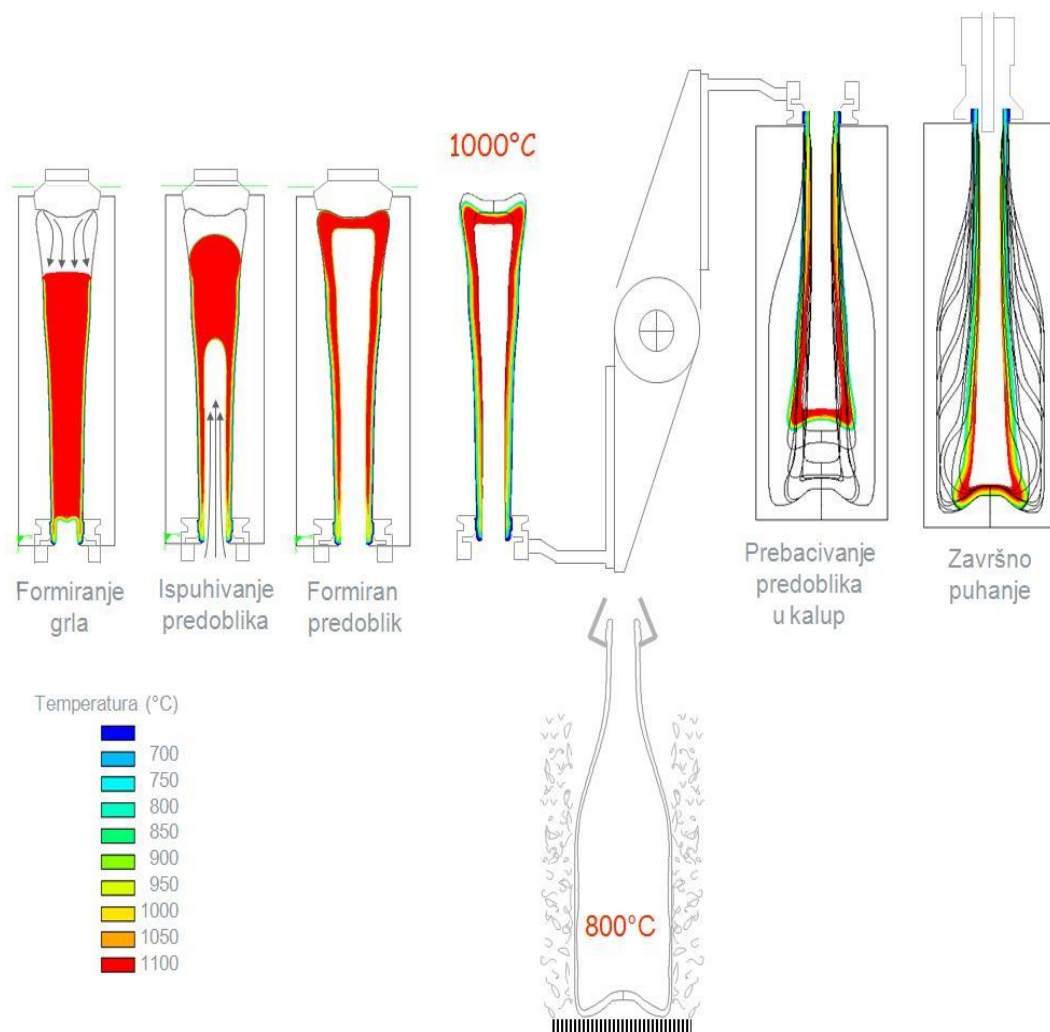 1000°C
Formiranje
grla
Ispuhivanje
predoblika
Formiran
predoblik
Prebacivanje
predoblika
u kalup
Završno
puhanje
Temperatura (°C)
700
750
800
850
900
950
1000
1050
1100
800°C